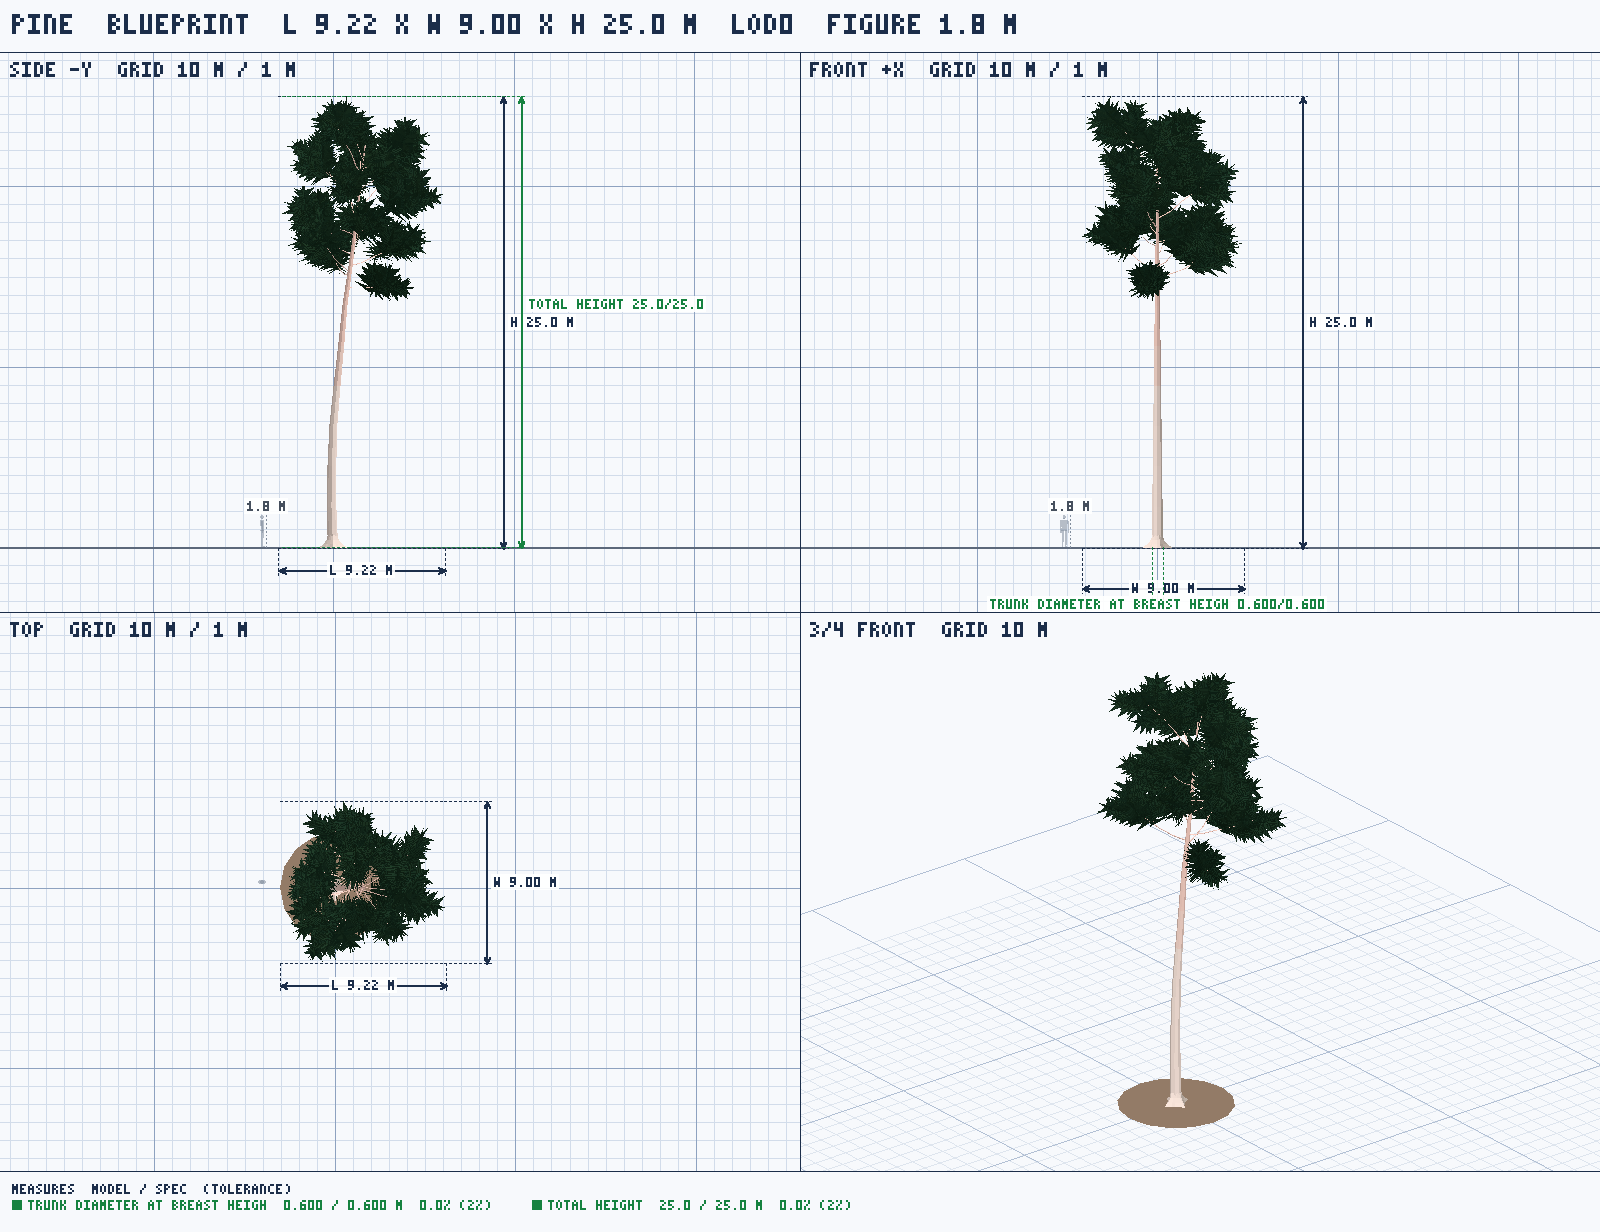 PINE BLUEPRINT L 9.22 X W 9.00 X H 25.0 M LOD0 FIGURE 1.8 M
SIDE -Y GRID 10 M / 1 M
FRONT +X GRID 10 M / 1 M
TOTAL HEIGHT 25.0/25.0
H 25.0 M
H 25.0 M
1.8 M
1.8 M
L 9.22 M
W 9.00 M
TRUNK DIAMETER AT BREAST HEIGH 0.600/0.600
TOP GRID 10 M / 1 M
3/4 FRONT GRID 10 M
W 9.00 M
L 9.22 M
MEASURES MODEL / SPEC (TOLERANCE)
TRUNK DIAMETER AT BREAST HEIGH 0.600 / 0.600 M 0.0% (2%)
TOTAL HEIGHT 25.0 / 25.0 M 0.0% (2%)